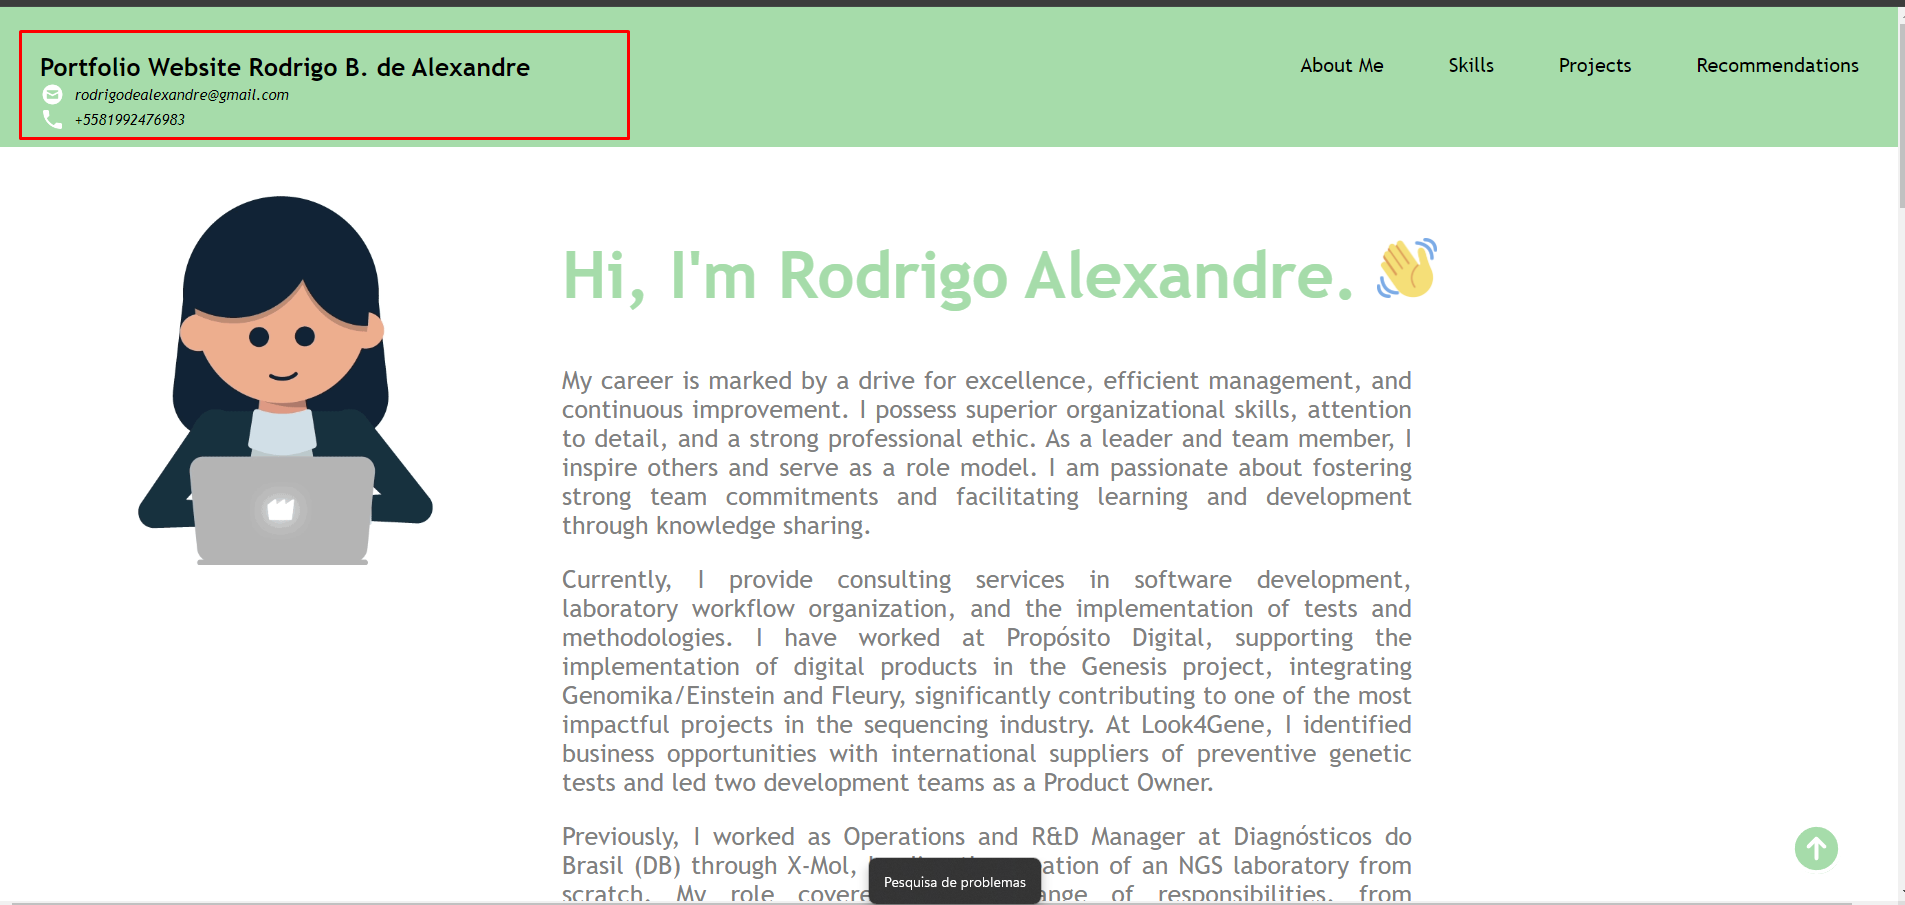 Portfolio Website Rodrigo B. de Alexandre
rodrigodealexandre@gmail.com
+5581992476983
About Me Skills Projects Recommendations
Hi, I'm Rodrigo Alexandre.
My career is marked by a drive for excellence, efficient management, and
continuous improvement. I possess superior organizational skills, attention
to detail, and a strong professional ethic. As a leader and team member, I
inspire others and serve as a role model. I am passionate about fostering
strong team commitments and facilitating learning and development
through knowledge sharing.
Currently, I provide consulting services in software development,
laboratory workflow organization, and the implementation of tests and
methodologies. I have worked at Propósito Digital, supporting the
implementation of digital products in the Genesis project, integrating
Genomika/Einstein and Fleury, significantly contributing to one of the most
impactful projects in the sequencing industry. At Look4Gene, I identified
business opportunities with international suppliers of preventive genetic
tests and led two development teams as a Product Owner.
Previously, I worked as Operations and R&D Manager at Diagnósticos do
Brasil (DB) through X-Mol, of an NGS laboratory from
scratch. My role of responsibilities, from
Pesquisa de problemas